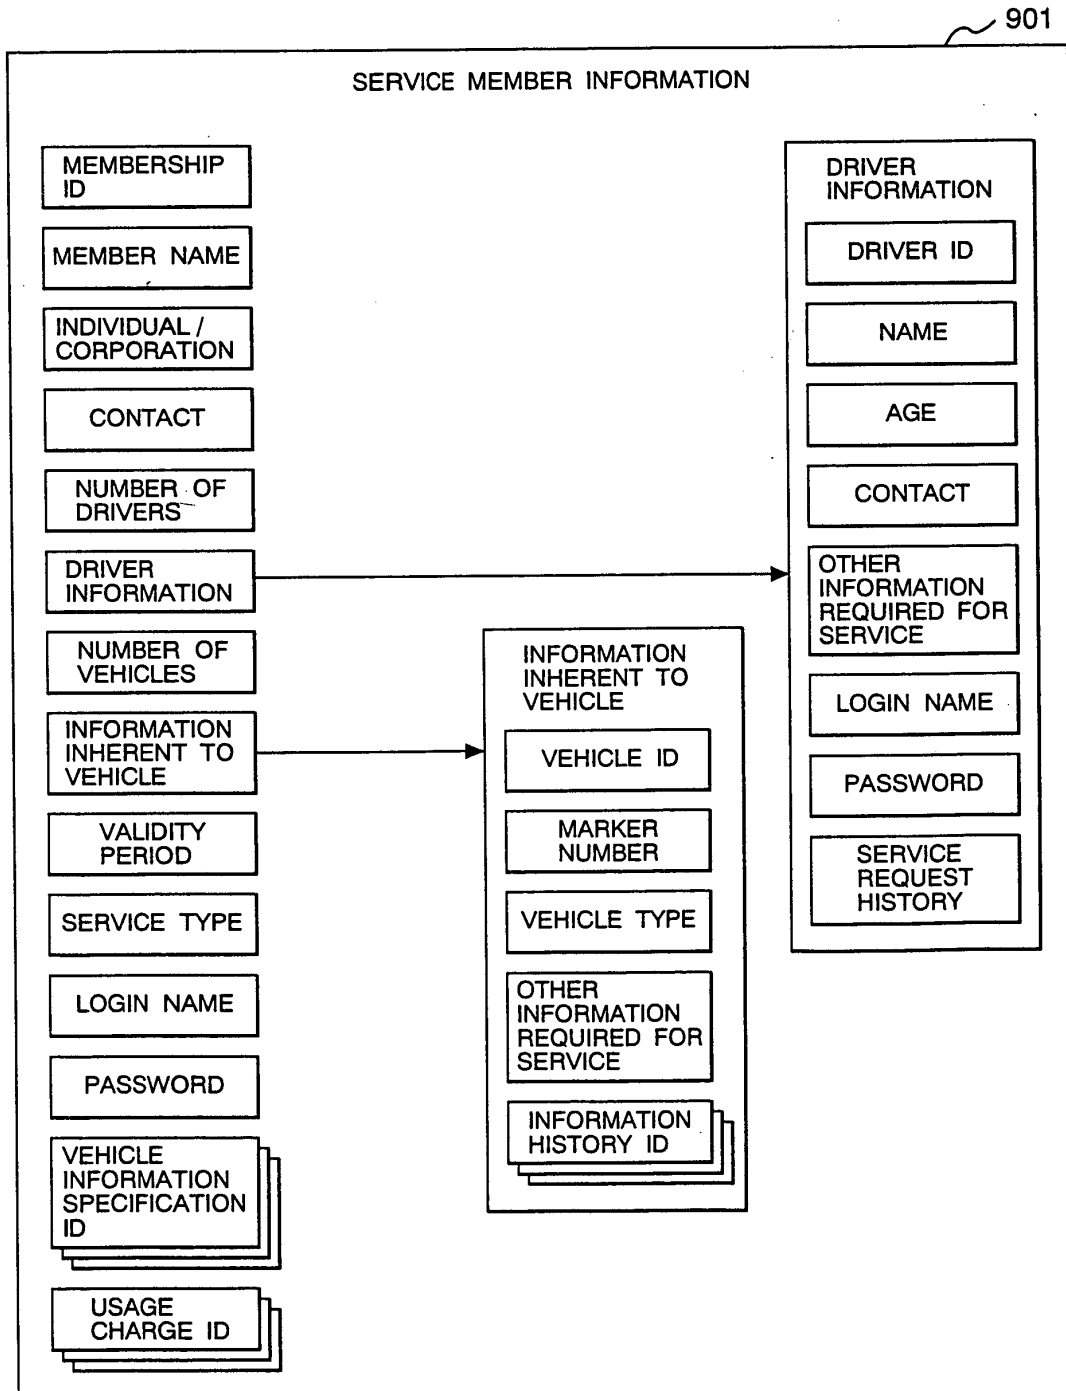 901
SERVICE MEMBER INFORMATION
MEMBERSHIP
ID
MEMBER NAME
INDIVIDUAL/
CORPORATION
CONTACT
NUMBER OF
DRIVERS
DRIVER
INFORMATION
NUMBER OF
VEHICLES
INFORMATION
INHERENT TO
VEHICLE
VALIDITY
PERIOD
SERVICE TYPE
LOGIN NAME
PASSWORD
VEHICLE
INFORMATION
SPECIFICATION
ID
USAGE
CHARGE ID
INFORMATION
INHERENT TO
VEHICLE
VEHICLE ID
MARKER
NUMBER
VEHICLE TYPE
OTHER
INFORMATION
REQUIRED FOR
SERVICE
INFORMATION
HISTORY ID
DRIVER
INFORMATION
DRIVER ID
NAME
AGE
CONTACT
OTHER
INFORMATION
REQUIRED FOR
SERVICE
LOGIN NAME
PASSWORD
SERVICE
REQUEST
HISTORY